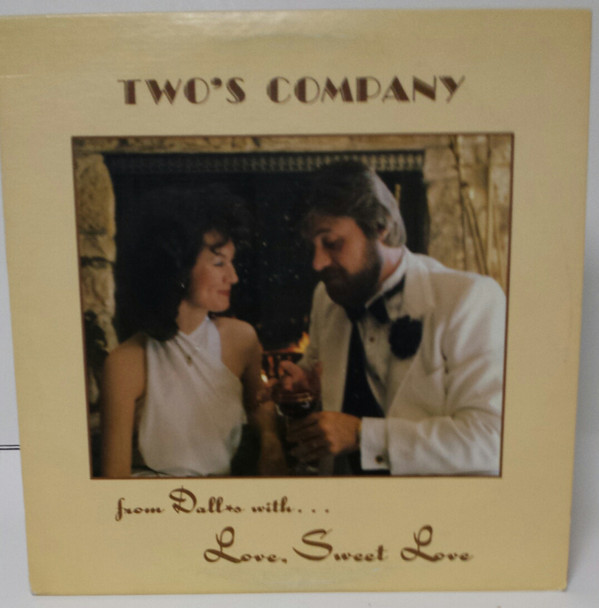 TWO'S COMPANY
from Dallas with...
Love, Sweet Love